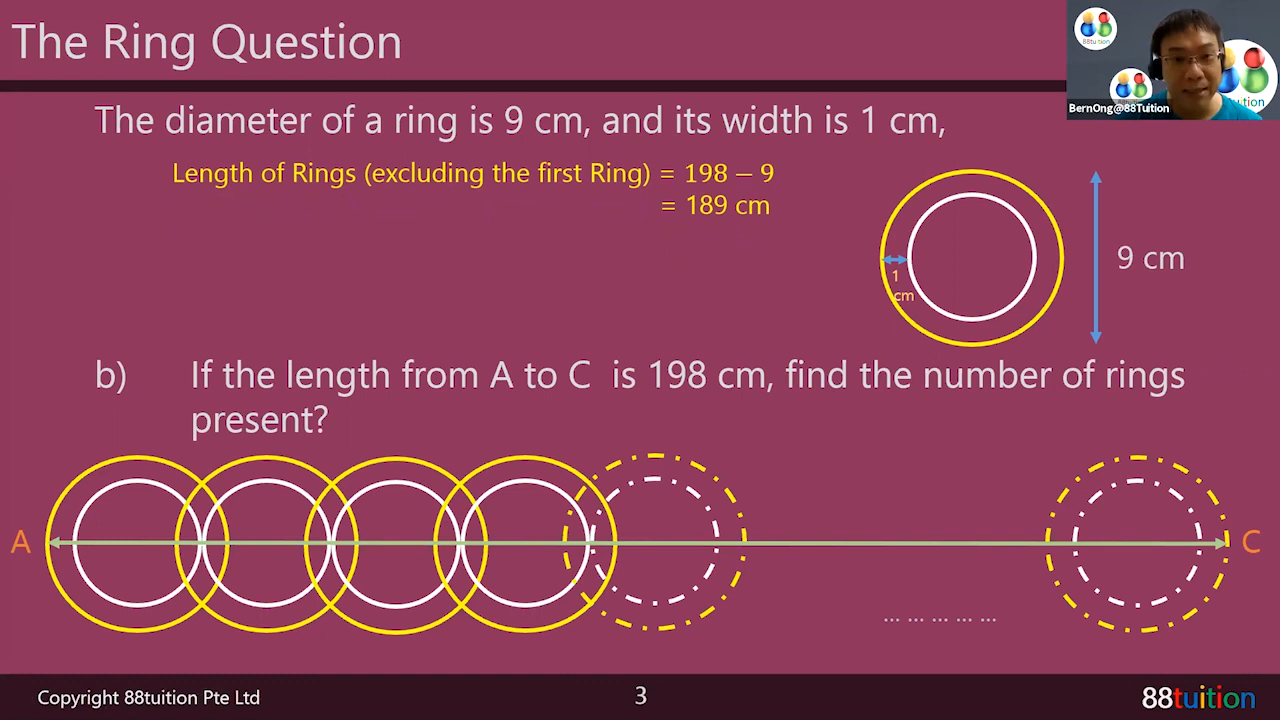 The Ring Question
88tuition
tuition
BernOng@88Tuition
The diameter of a ring is 9 cm, and its width is 1 cm,
Length of Rings (excluding the first Ring) = 198 – 9
= 189 cm
1
cm
9 cm
b) If the length from A to C is 198 cm, find the number of rings
present?
A
C
... ... ... ... ...
Copyright 88tuition Pte Ltd
3
88tuition